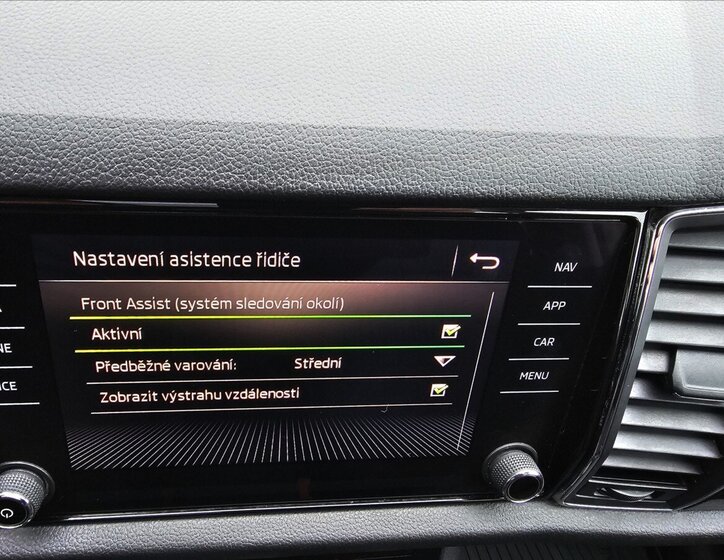 Nastavení asistence řidiče
Front Assist (systém sledování okolí)
Aktivní
Předběžné varování: Střední
Zobrazit výstrahu vzdálenosti
NAV
APP
CAR
MENU